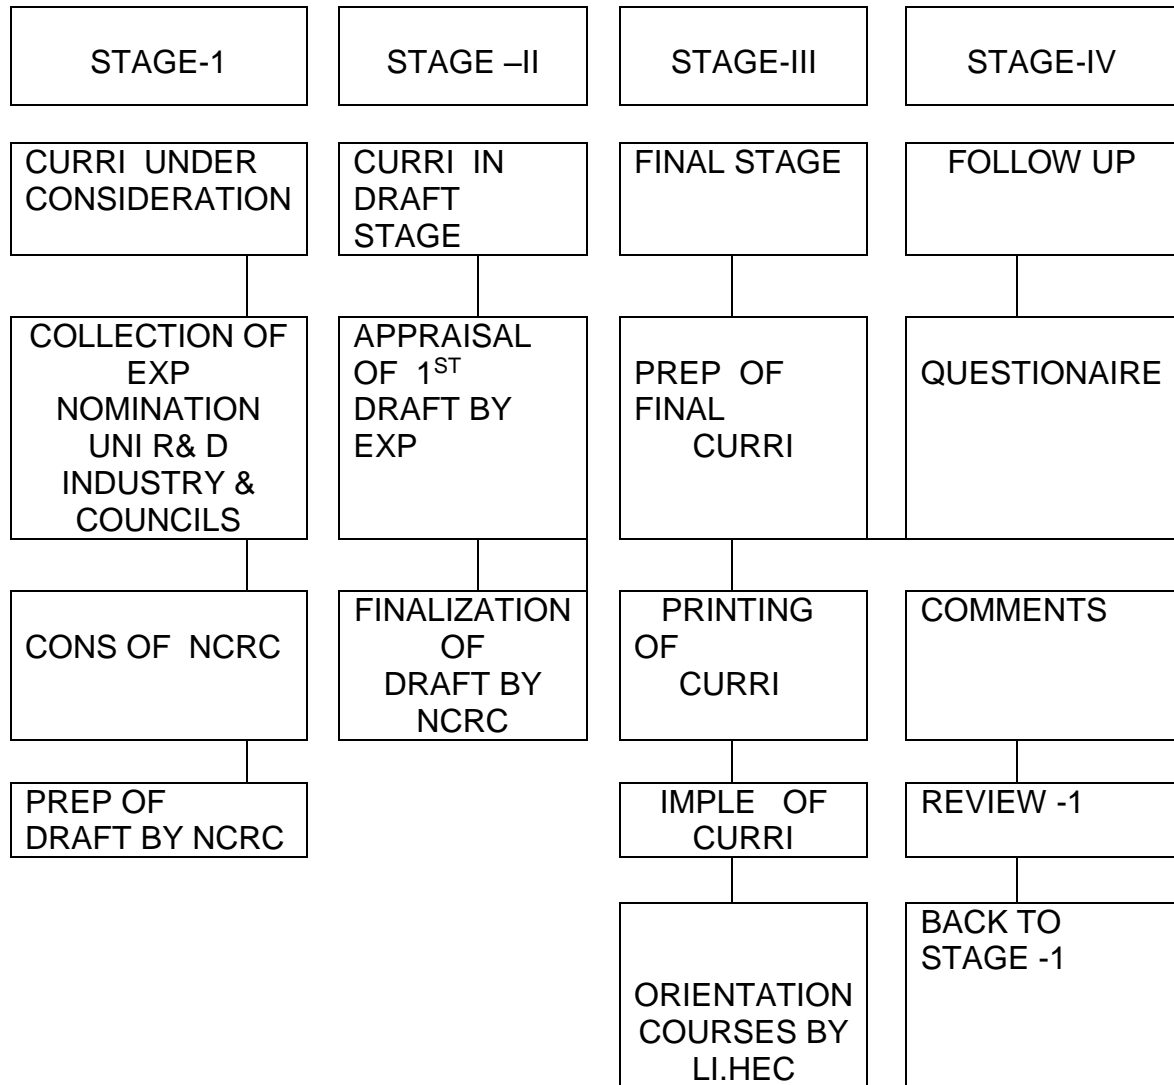 STAGE-1
STAGE –II
STAGE-III
STAGE-IV
CURRI UNDER
CONSIDERATION
CURRI IN
DRAFT
STAGE
FINAL STAGE
FOLLOW UP
COLLECTION OF
EXP
NOMINATION
UNI R& D
INDUSTRY &
COUNCILS
APPRAISAL
OF 1ST
DRAFT BY
EXP
PREP OF
FINAL
CURRI
QUESTIONAIRE
CONS OF NCRC
FINALIZATION
OF
DRAFT BY
NCRC
PRINTING
OF
CURRI
COMMENTS
PREP OF
DRAFT BY NCRC
IMPLE OF
CURRI
REVIEW -1
ORIENTATION
COURSES BY
LI.HEC
BACK TO
STAGE -1